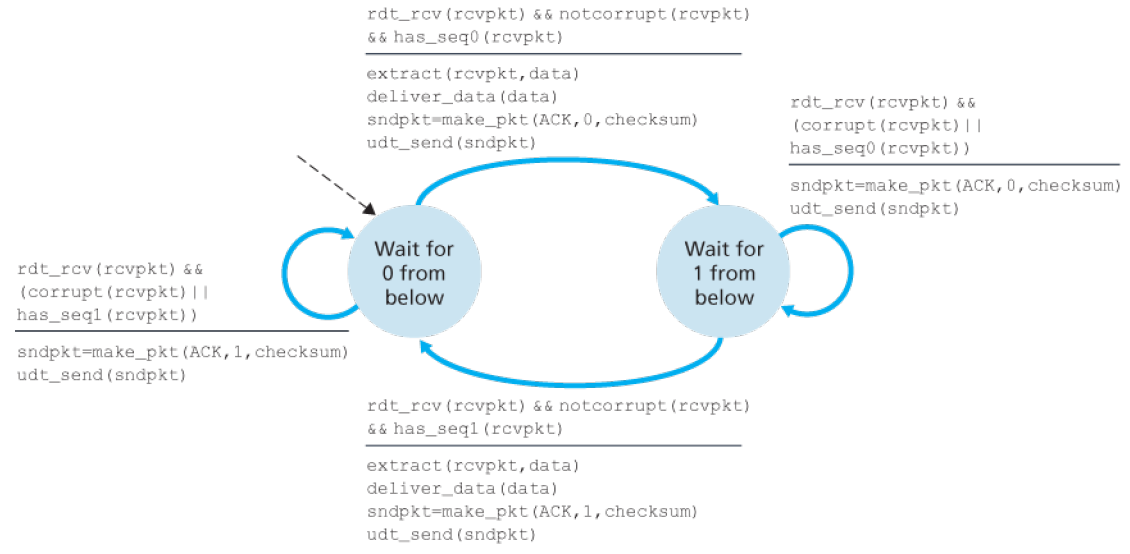 rdt_rcv(rcvpkt) && notcorrupt(rcvpkt)
&& has_seq0(rcvpkt)
extract(rcvpkt,data)
deliver_data(data)
sndpkt=make_pkt(ACK,0,checksum)
udt_send(sndpkt)
rdt_rcv(rcvpkt) &&
(corrupt(rcvpkt)||
has_seq0(rcvpkt))
sndpkt=make_pkt(ACK,0,checksum)
udt_send(sndpkt)
Wait for
0 from
below
Wait for
1 from
below
rdt_rcv(rcvpkt) &&
(corrupt(rcvpkt)||
has_seq1(rcvpkt))
sndpkt=make_pkt(ACK,1,checksum)
udt_send(sndpkt)
rdt_rcv(rcvpkt) && notcorrupt(rcvpkt)
&& has_seq1(rcvpkt)
extract(rcvpkt,data)
deliver_data(data)
sndpkt=make_pkt(ACK,1,checksum)
udt_send(sndpkt)